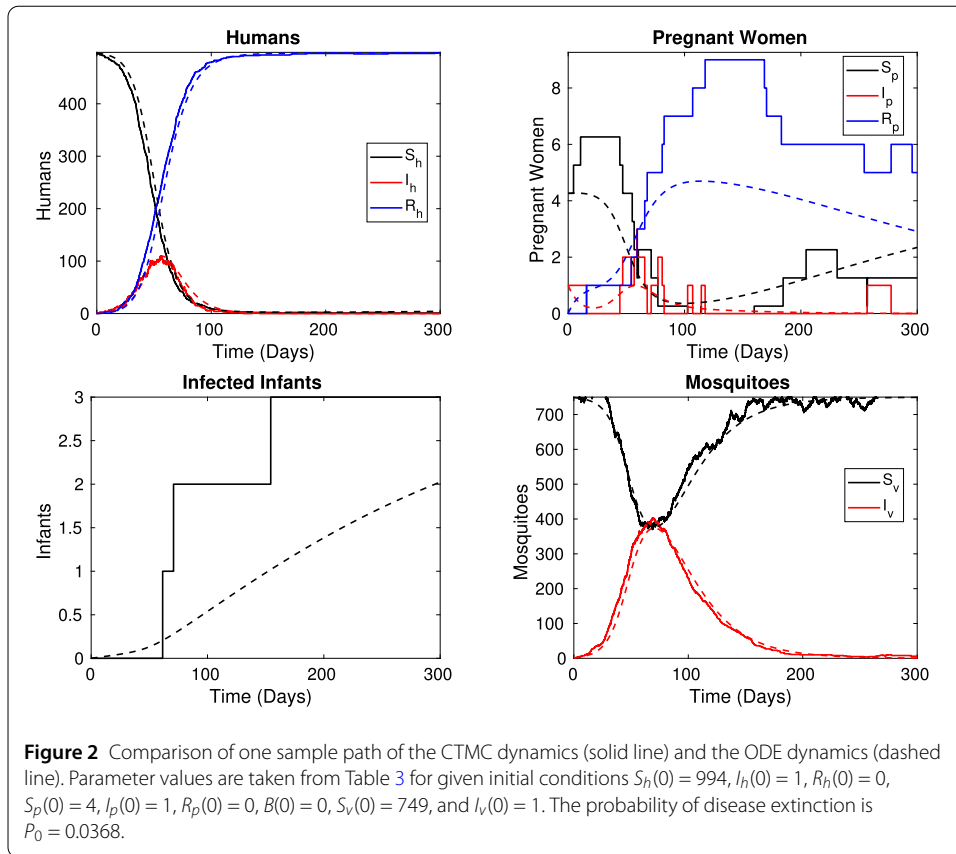 Humans
Humans
400
300
200
100
0
0
100
200
300
Time (Days)
S_h
I_h
R_h
Pregnant Women
Pregnant Women
8
6
4
2
0
0
100
200
300
Time (Days)
S_p
I_p
R_p
Infected Infants
Infants
3
2.5
2
1.5
1
0.5
0
0
100
200
300
Time (Days)
Mosquitoes
Mosquitoes
700
600
500
400
300
200
100
0
0
100
200
300
Time (Days)
S_v
I_v
Figure 2 Comparison of one sample path of the CTMC dynamics (solid line) and the ODE dynamics (dashed
line). Parameter values are taken from Table 3 for given initial conditions S_h(0) = 994, I_h(0) = 1, R_h(0) = 0,
S_p(0) = 4, I_p(0) = 1, R_p(0) = 0, B(0) = 0, S_v(0) = 749, and I_v(0) = 1. The probability of disease extinction is
P_0 = 0.0368.